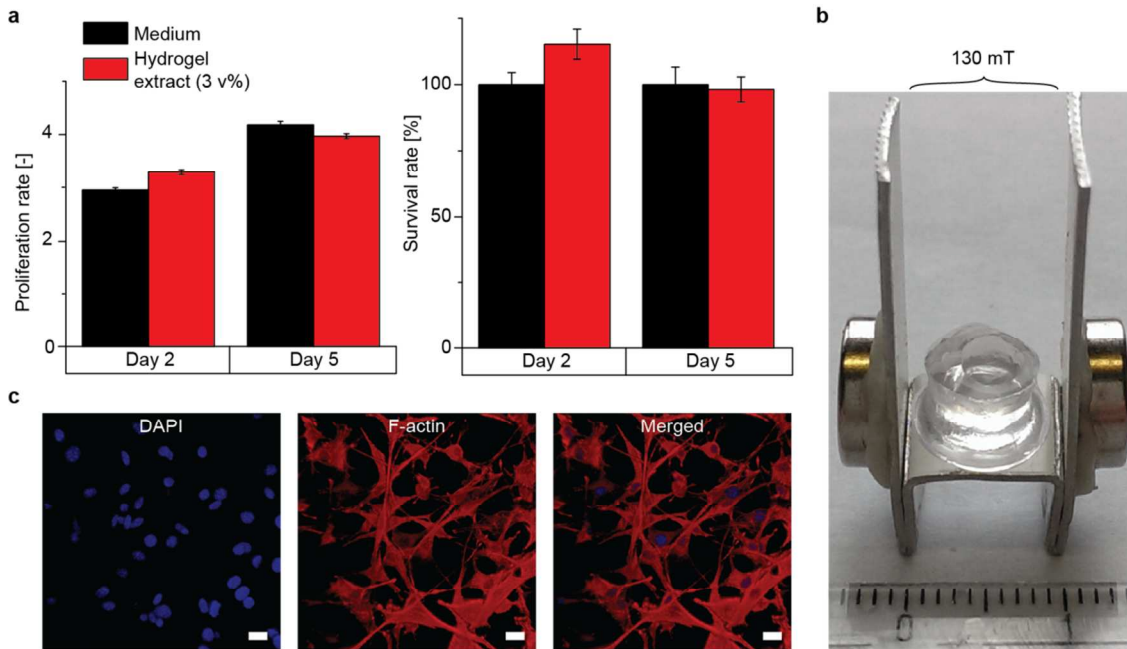 a
Medium
Hydrogel
extract (3 v%)
Proliferation rate [-]
4
2
0
Day 2
Day 5
Survival rate [%]
100
50
0
Day 2
Day 5
b
130 mT
0
1
c
DAPI
F-actin
Merged